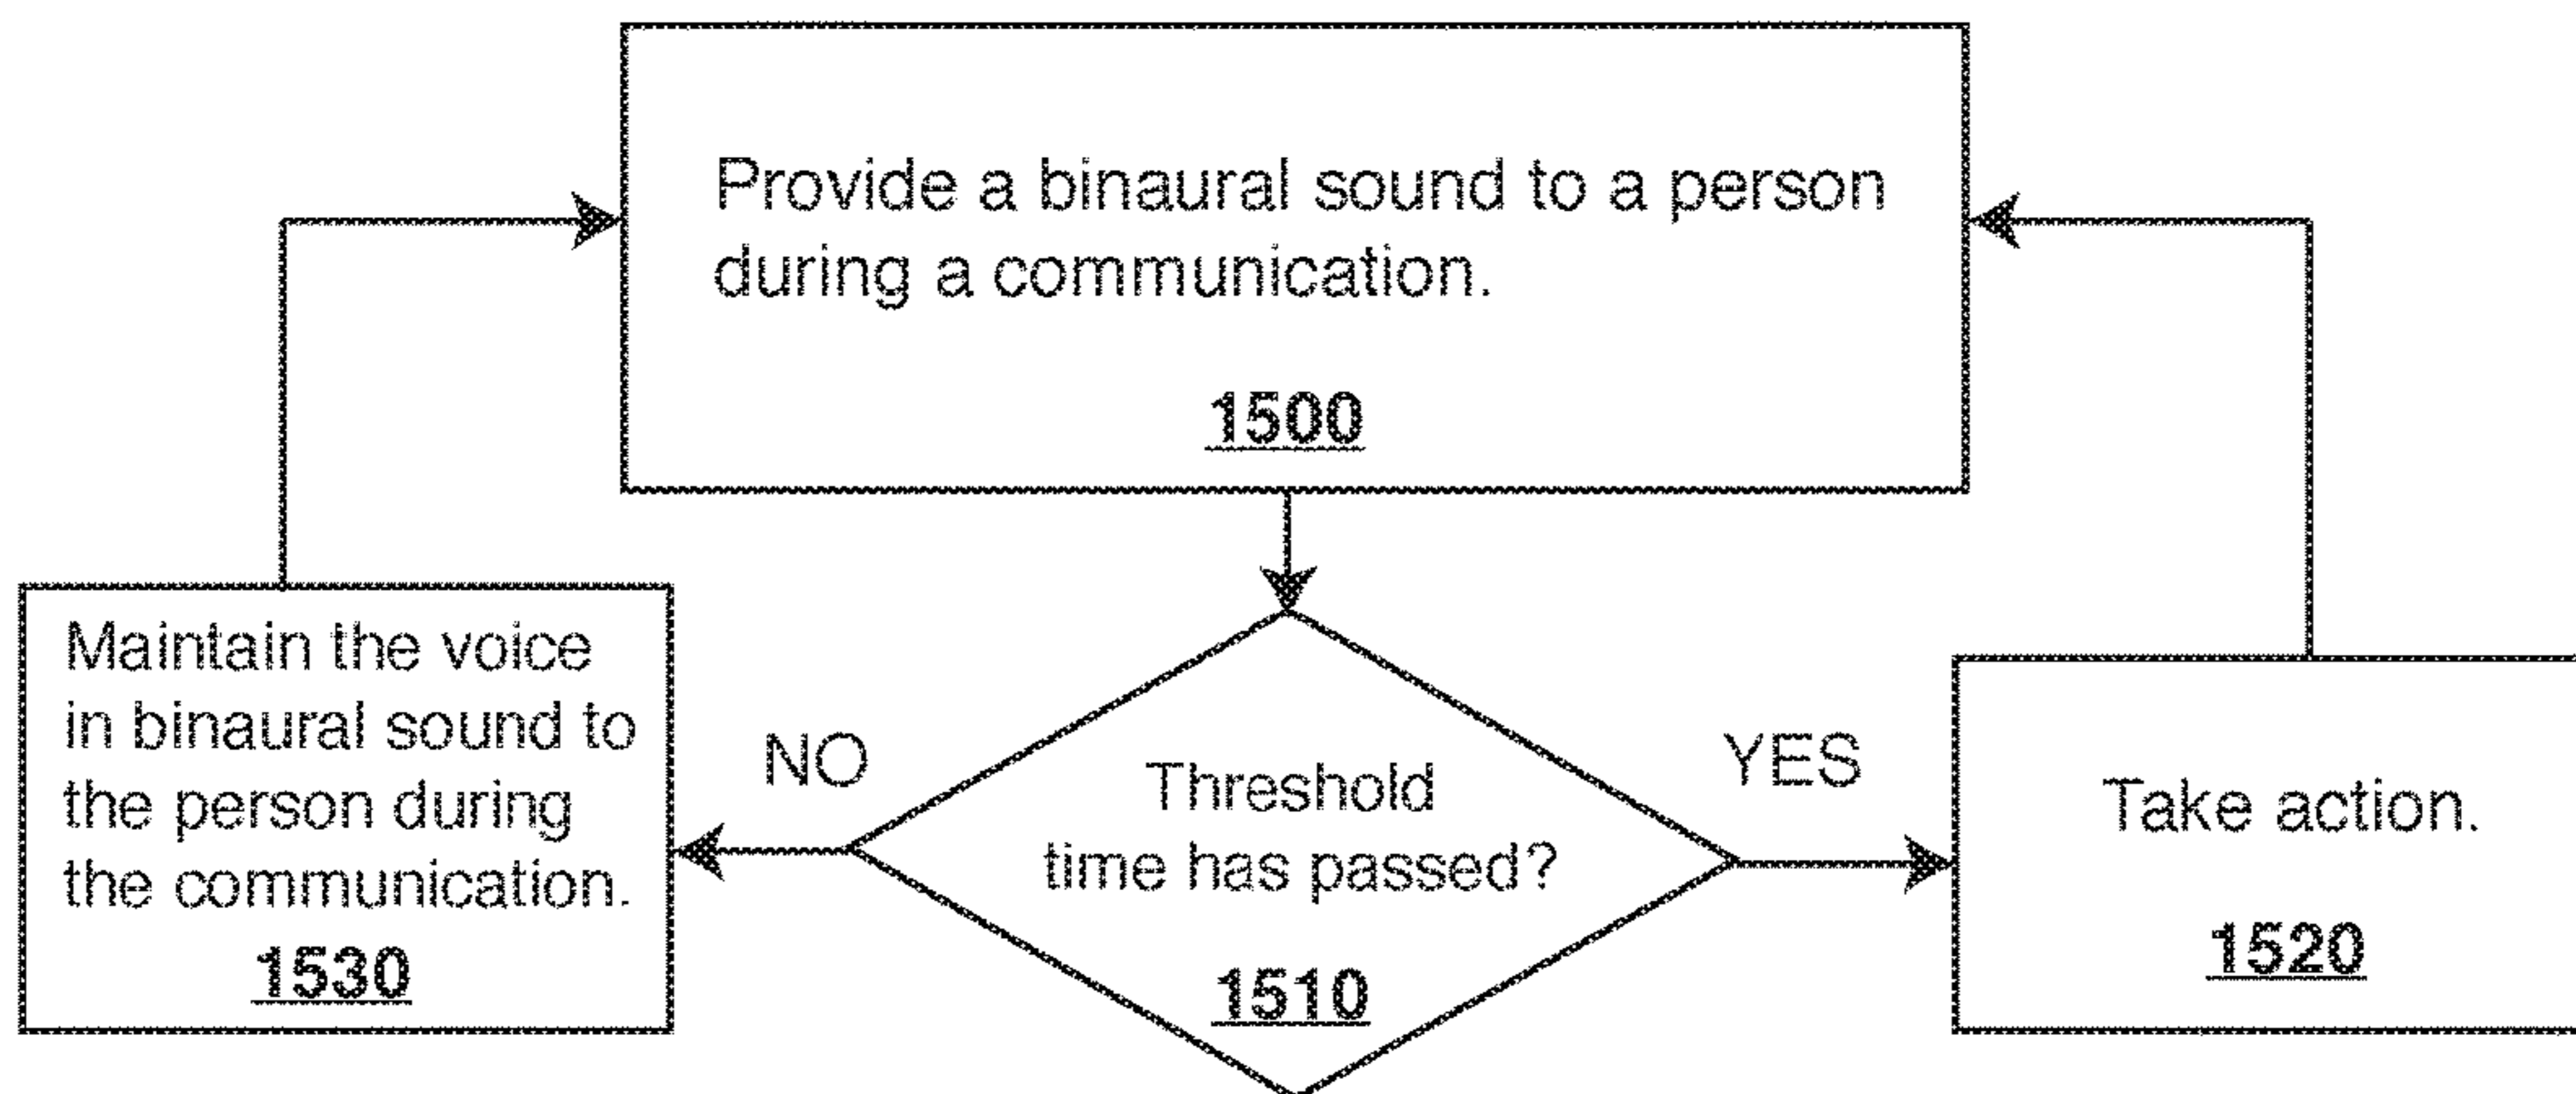 Provide a binaural sound to a person
during a communication.
1500
Maintain the voice
in binaural sound to
the person during
the communication.
1530
NO
Threshold
time has passed?
1510
YES
Take action.
1520